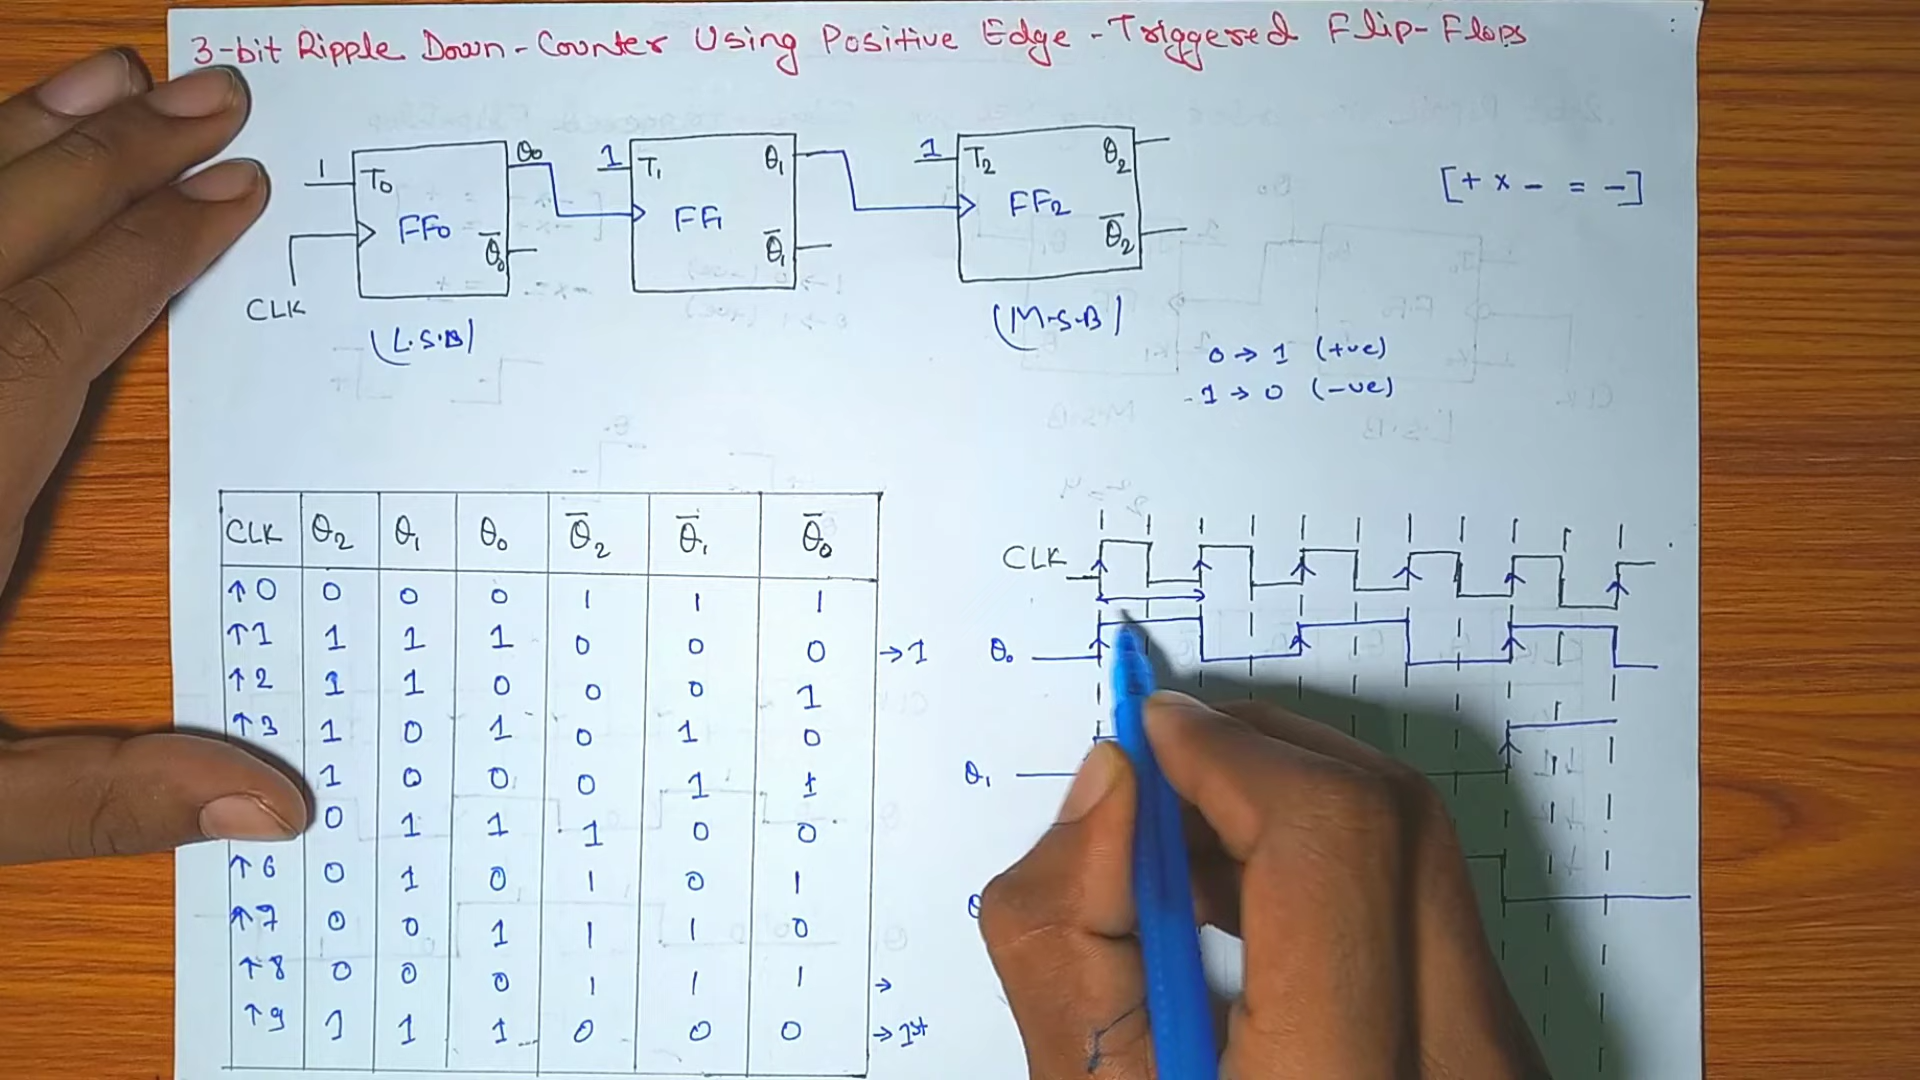 3-bit Ripple Down-Counter Using Positive Edge-Triggered Flip-Flops
1 T0 Q0 FF0 Q̅0
CLK
(L.S.B)
1 T1 Q1 FF1 Q̅1
1 T2 Q2 FF2 Q̅2
(M.S.B)
[+ x - = -]
0 → 1 (+ve)
1 → 0 (-ve)
CLK Q2 Q1 Q0 Q̅2 Q̅1 Q̅0
↑0 0 0 0 1 1 1
↑1 1 1 1 0 0 0 →1
↑2 1 1 0 0 0 1
↑3 1 0 1 0 1 0
1 0 0 0 1 1
0 1 1 1 0 0
↑6 0 1 0 1 0 1
↑7 0 0 1 1 1 0
↑8 0 0 0 1 1 1 →
↑9 1 1 1 0 0 0 →1st
CLK
Q0
Q1